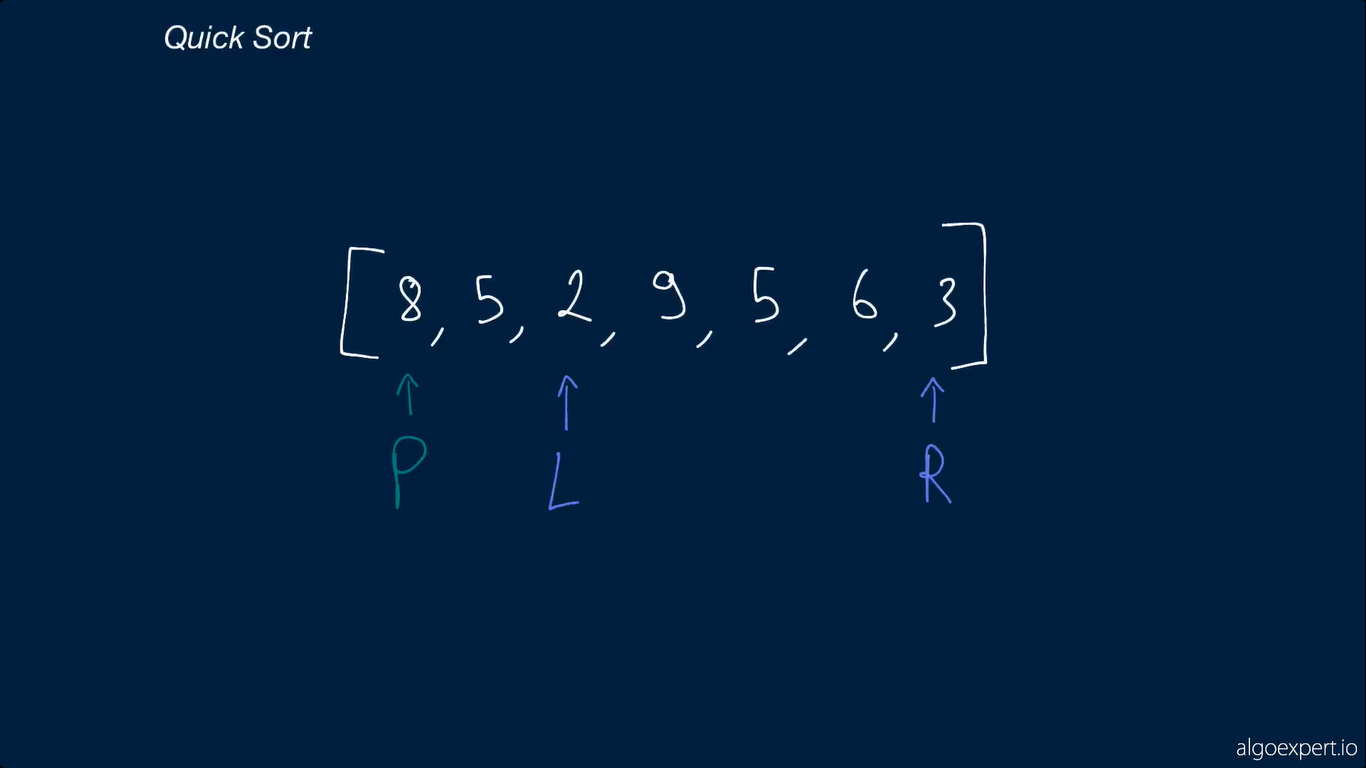 Quick Sort
[8, 5, 2, 9, 5, 6, 3]
P L R
algoexpert.io